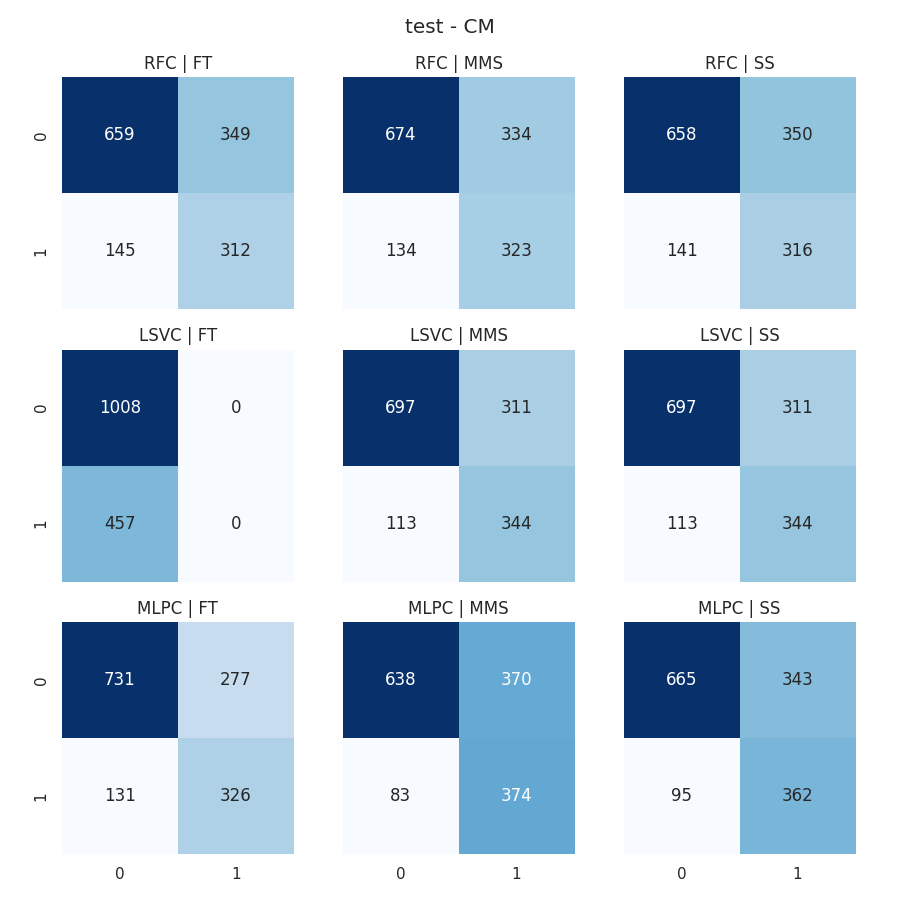 test - CM
RFC | FT RFC | MMS RFC | SS
0 659 349 674 334 658 350
1 145 312 134 323 141 316
LSVC | FT LSVC | MMS LSVC | SS
0 1008 0 697 311 697 311
1 457 0 113 344 113 344
MLPC | FT MLPC | MMS MLPC | SS
0 731 277 638 370 665 343
1 131 326 83 374 95 362
0 1 0 1 0 1